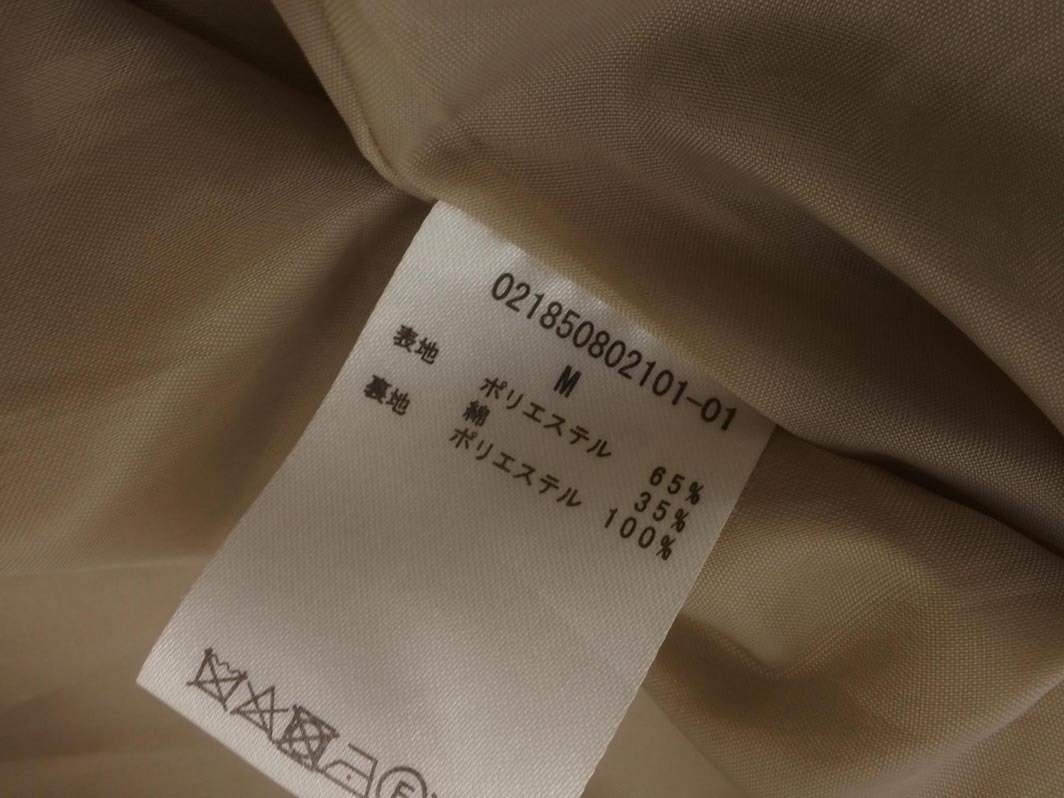 021850802101-01
M
表地 ポリエステル 65%
綿 35%
裏地 ポリエステル 100%
F